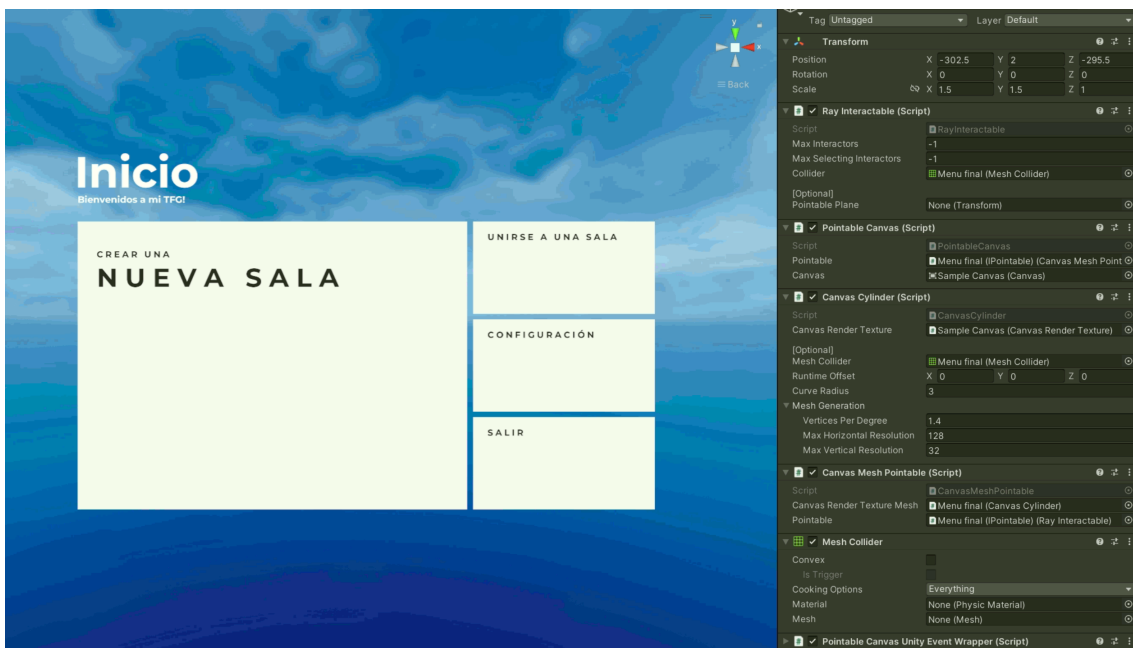 y
x
Back
Inicio
Bienvenidos a mi TFG!
CREAR UNA
NUEVA SALA
UNIRSE A UNA SALA
CONFIGURACIÓN
SALIR
Tag Untagged Layer Default
Transform
Position X -302.5 Y 2 Z -295.5
Rotation X 0 Y 0 Z 0
Scale X 1.5 Y 1.5 Z 1
# Ray Interactable (Script)
Script RayInteractable
Max Interactors -1
Max Selecting Interactors -1
Collider Menu final (Mesh Collider)
[Optional]
Pointable Plane None (Transform)
# Pointable Canvas (Script)
Script PointableCanvas
Pointable Menu final (IPointable) (Canvas Mesh Point
Canvas Sample Canvas (Canvas)
# Canvas Cylinder (Script)
Script CanvasCylinder
Canvas Render Texture Sample Canvas (Canvas Render Texture)
[Optional]
Mesh Collider Menu final (Mesh Collider)
Runtime Offset X 0 Y 0 Z 0
Curve Radius 3
Mesh Generation
Vertices Per Degree 1.4
Max Horizontal Resolution 128
Max Vertical Resolution 32
# Canvas Mesh Pointable (Script)
Script CanvasMeshPointable
Canvas Render Texture Mesh Menu final (Canvas Cylinder)
Pointable Menu final (IPointable) (Ray Interactable)
Mesh Collider
Convex
Is Trigger
Cooking Options Everything
Material None (Physic Material)
Mesh None (Mesh)
# Pointable Canvas Unity Event Wrapper (Script)